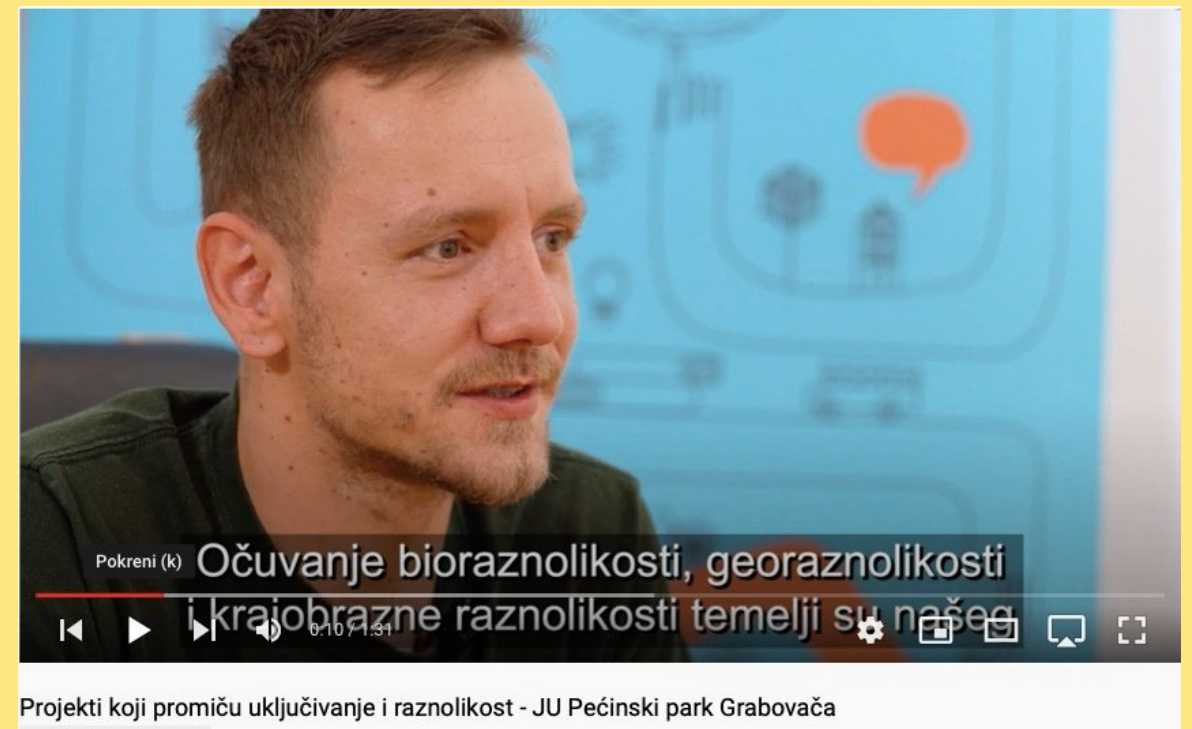 Pokreni (k)
Očuvanje bioraznolikosti, georaznolikosti
i krajobrazne raznolikosti temelji su našeg
0:10 / 1:31
Projekti koji promiču uključivanje i raznolikost - JU Pećinski park Grabovača